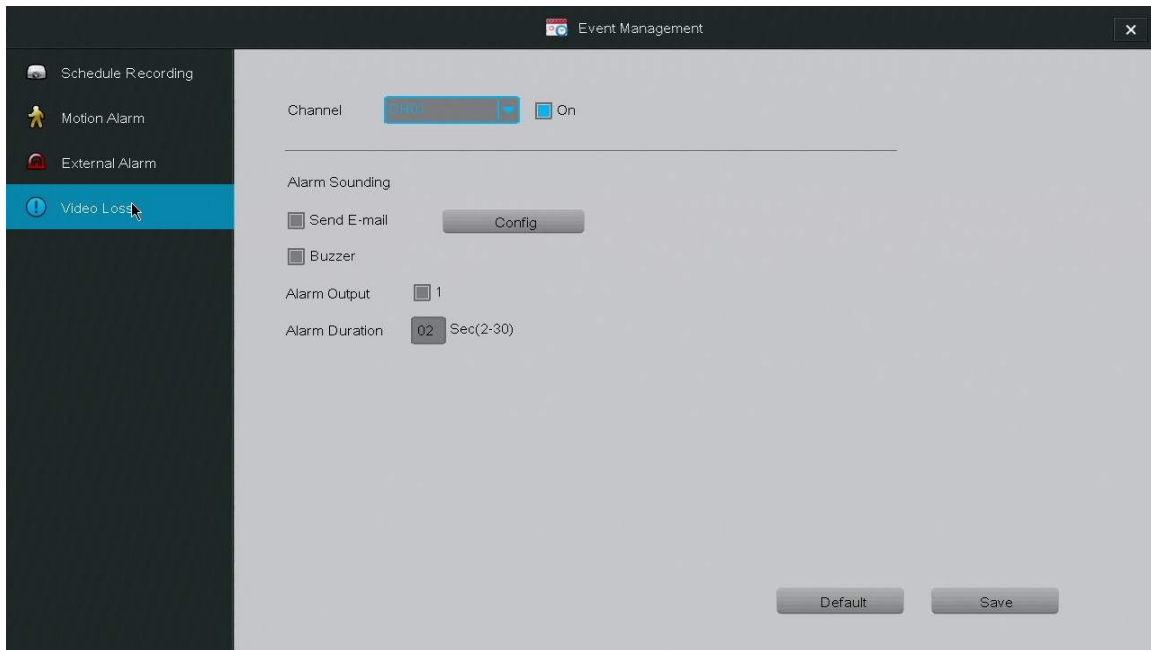 Event Management
Schedule Recording
Motion Alarm
External Alarm
Video Loss
Channel On
Alarm Sounding
Send E-mail Config
Buzzer
Alarm Output 1
Alarm Duration 02 Sec(2-30)
Default Save